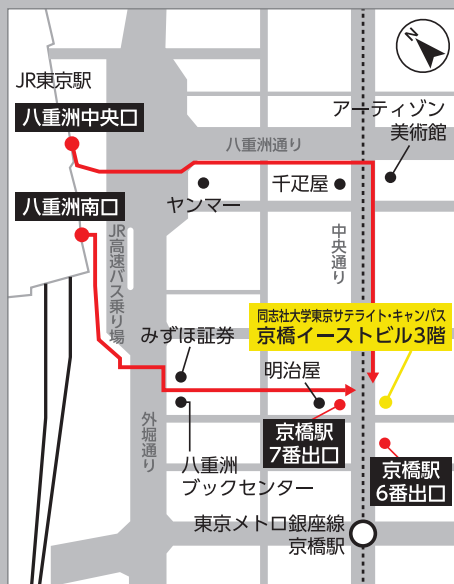 N
JR東京駅
八重洲中央口
アーティゾン
美術館
八重洲通り
千疋屋
ヤンマー
八重洲南口
中央通り
JR高速バス乗り場
同志社大学東京サテライト・キャンパス
京橋イーストビル3階
みずほ証券
明治屋
外堀通り
京橋駅
7番出口
八重洲
ブックセンター
京橋駅
6番出口
東京メトロ銀座線
京橋駅